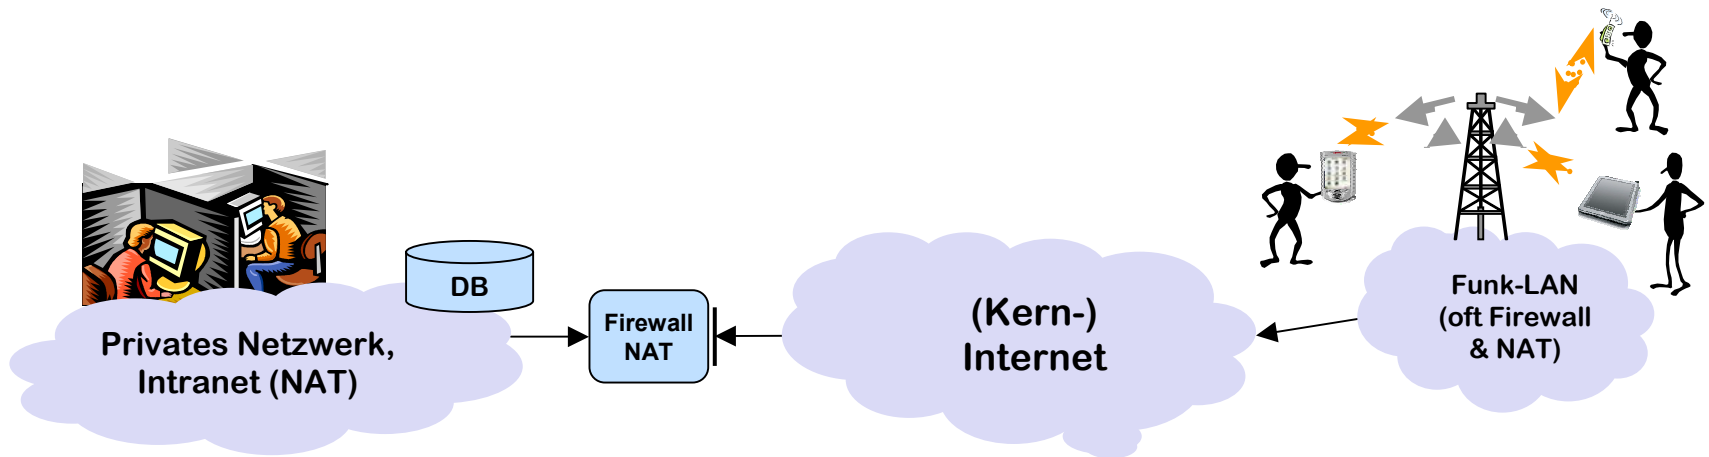 Privates Netzwerk,
Intranet (NAT)
DB
Firewall
NAT
(Kern-)
Internet
Funk-LAN
(oft Firewall
& NAT)